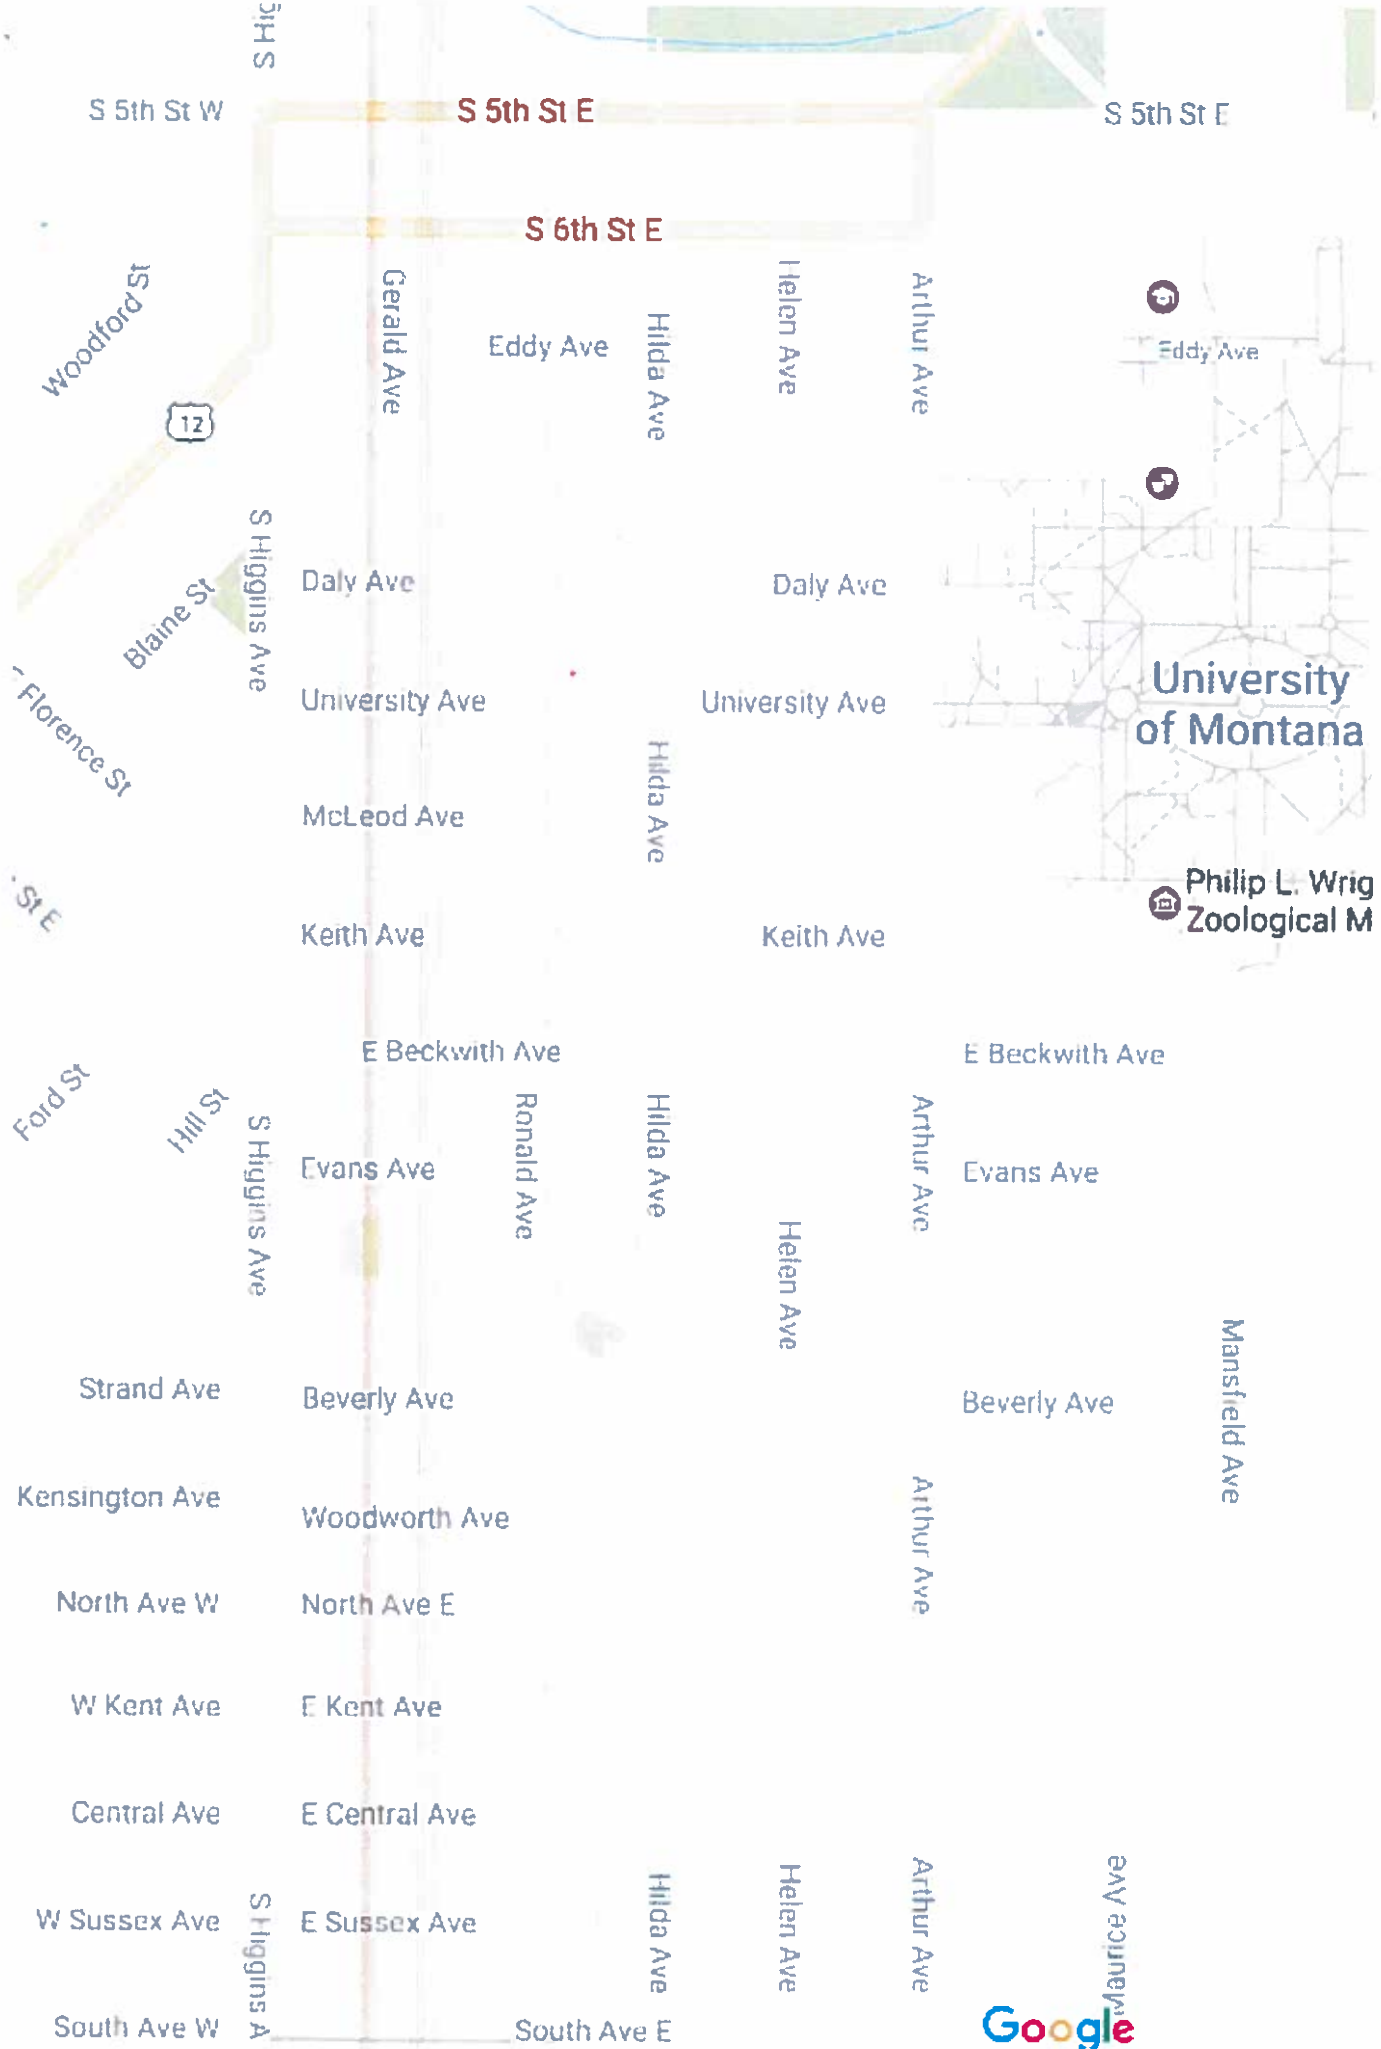 S 5th St W
S 5th St E
S 5th St E
S 6th St E
Woodford St
Gerald Ave
Eddy Ave
Hilda Ave
Helen Ave
Arthur Ave
Eddy Ave
12
S Higgins Ave
Blaine St
Daly Ave
Daly Ave
Florence St
University Ave
University Ave
University
of Montana
McLeod Ave
Hilda Ave
St E
Keith Ave
Keith Ave
Philip L. Wrig
Zoological M
E Beckwith Ave
E Beckwith Ave
Ford St
Hill St
S Higgins Ave
Evans Ave
Ronald Ave
Hilda Ave
Arthur Ave
Evans Ave
Helen Ave
Mansfield Ave
Strand Ave
Beverly Ave
Beverly Ave
Kensington Ave
Woodworth Ave
Arthur Ave
North Ave W
North Ave E
W Kent Ave
E Kent Ave
Central Ave
E Central Ave
W Sussex Ave
S Higgins A
E Sussex Ave
Hilda Ave
Helen Ave
Arthur Ave
Maurice Ave
South Ave W
South Ave E
Google